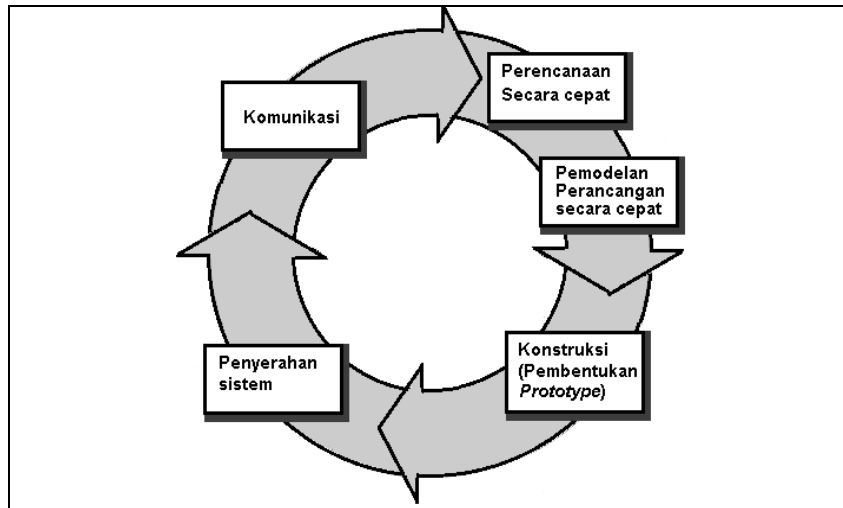 Komunikasi
Perencanaan
Secara cepat
Pemodelan
Perancangan
secara cepat
Konstruksi
(Pembentukan
Prototype)
Penyerahan
sistem